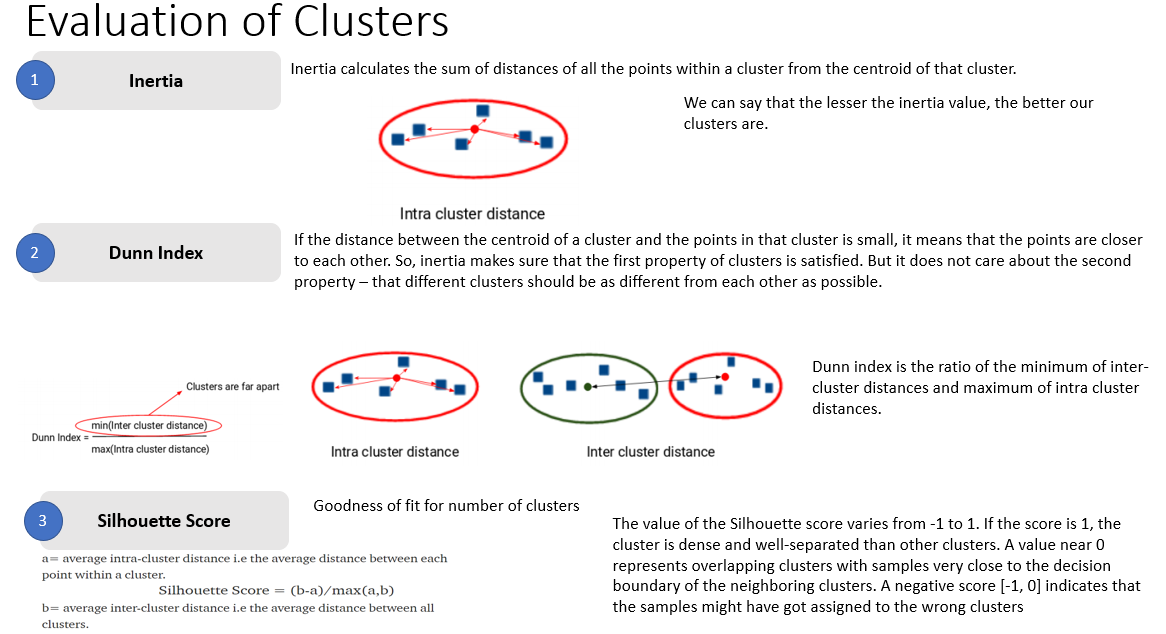 Evaluation of Clusters
1
Inertia
Inertia calculates the sum of distances of all the points within a cluster from the centroid of that cluster.
We can say that the lesser the inertia value, the better our
clusters are.
Intra cluster distance
2
Dunn Index
If the distance between the centroid of a cluster and the points in that cluster is small, it means that the points are closer
to each other. So, inertia makes sure that the first property of clusters is satisfied. But it does not care about the second
property – that different clusters should be as different from each other as possible.
Clusters are far apart
Dunn Index =
min(Inter cluster distance)
max(Intra cluster distance)
Intra cluster distance
Inter cluster distance
Dunn index is the ratio of the minimum of inter-
cluster distances and maximum of intra cluster
distances.
3
Silhouette Score
Goodness of fit for number of clusters
a= average intra-cluster distance i.e the average distance between each
point within a cluster.
Silhouette Score = (b-a)/max(a,b)
b= average inter-cluster distance i.e the average distance between all
clusters.
The value of the Silhouette score varies from -1 to 1. If the score is 1, the
cluster is dense and well-separated than other clusters. A value near 0
represents overlapping clusters with samples very close to the decision
boundary of the neighboring clusters. A negative score [-1, 0] indicates that
the samples might have got assigned to the wrong clusters